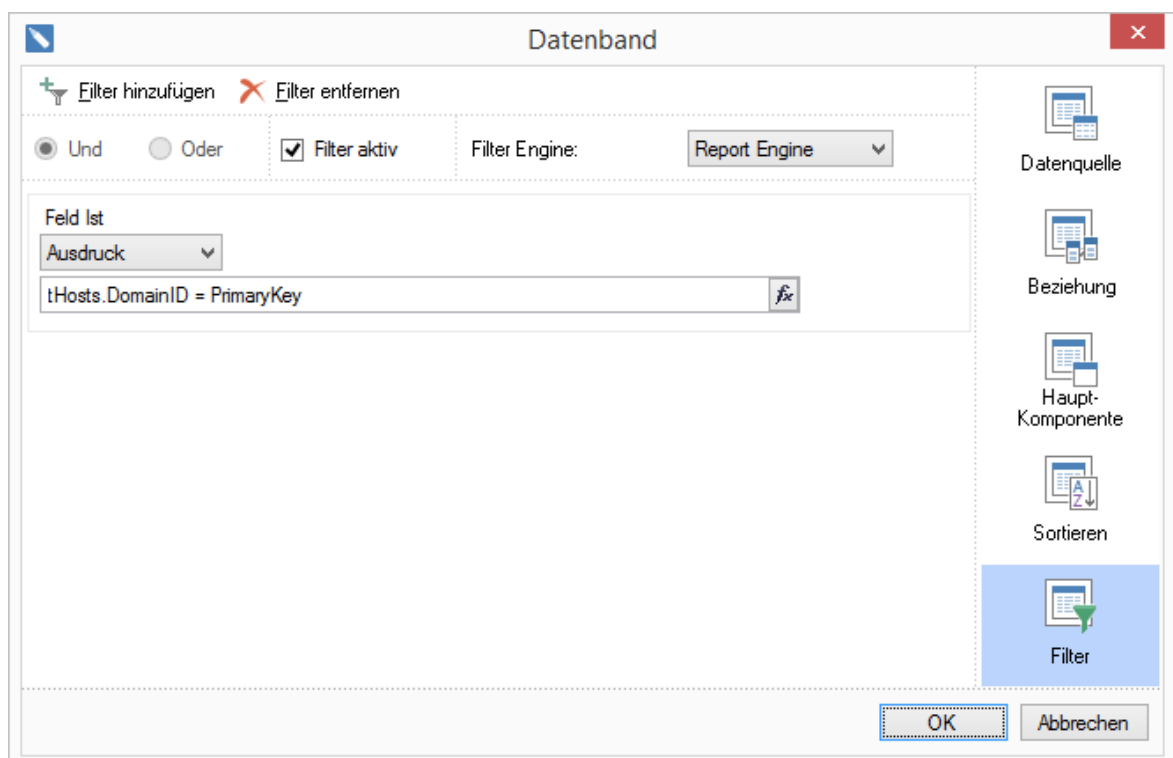 Datenband
Filter hinzufügen Filter entfernen
Und Oder Filter aktiv Filter Engine: Report Engine
Feld Ist
Ausdruck
tHosts.DomainID = PrimaryKey
fx
Datenquelle
Beziehung
Haupt-
Komponente
A
Z
Sortieren
Filter
OK Abbrechen